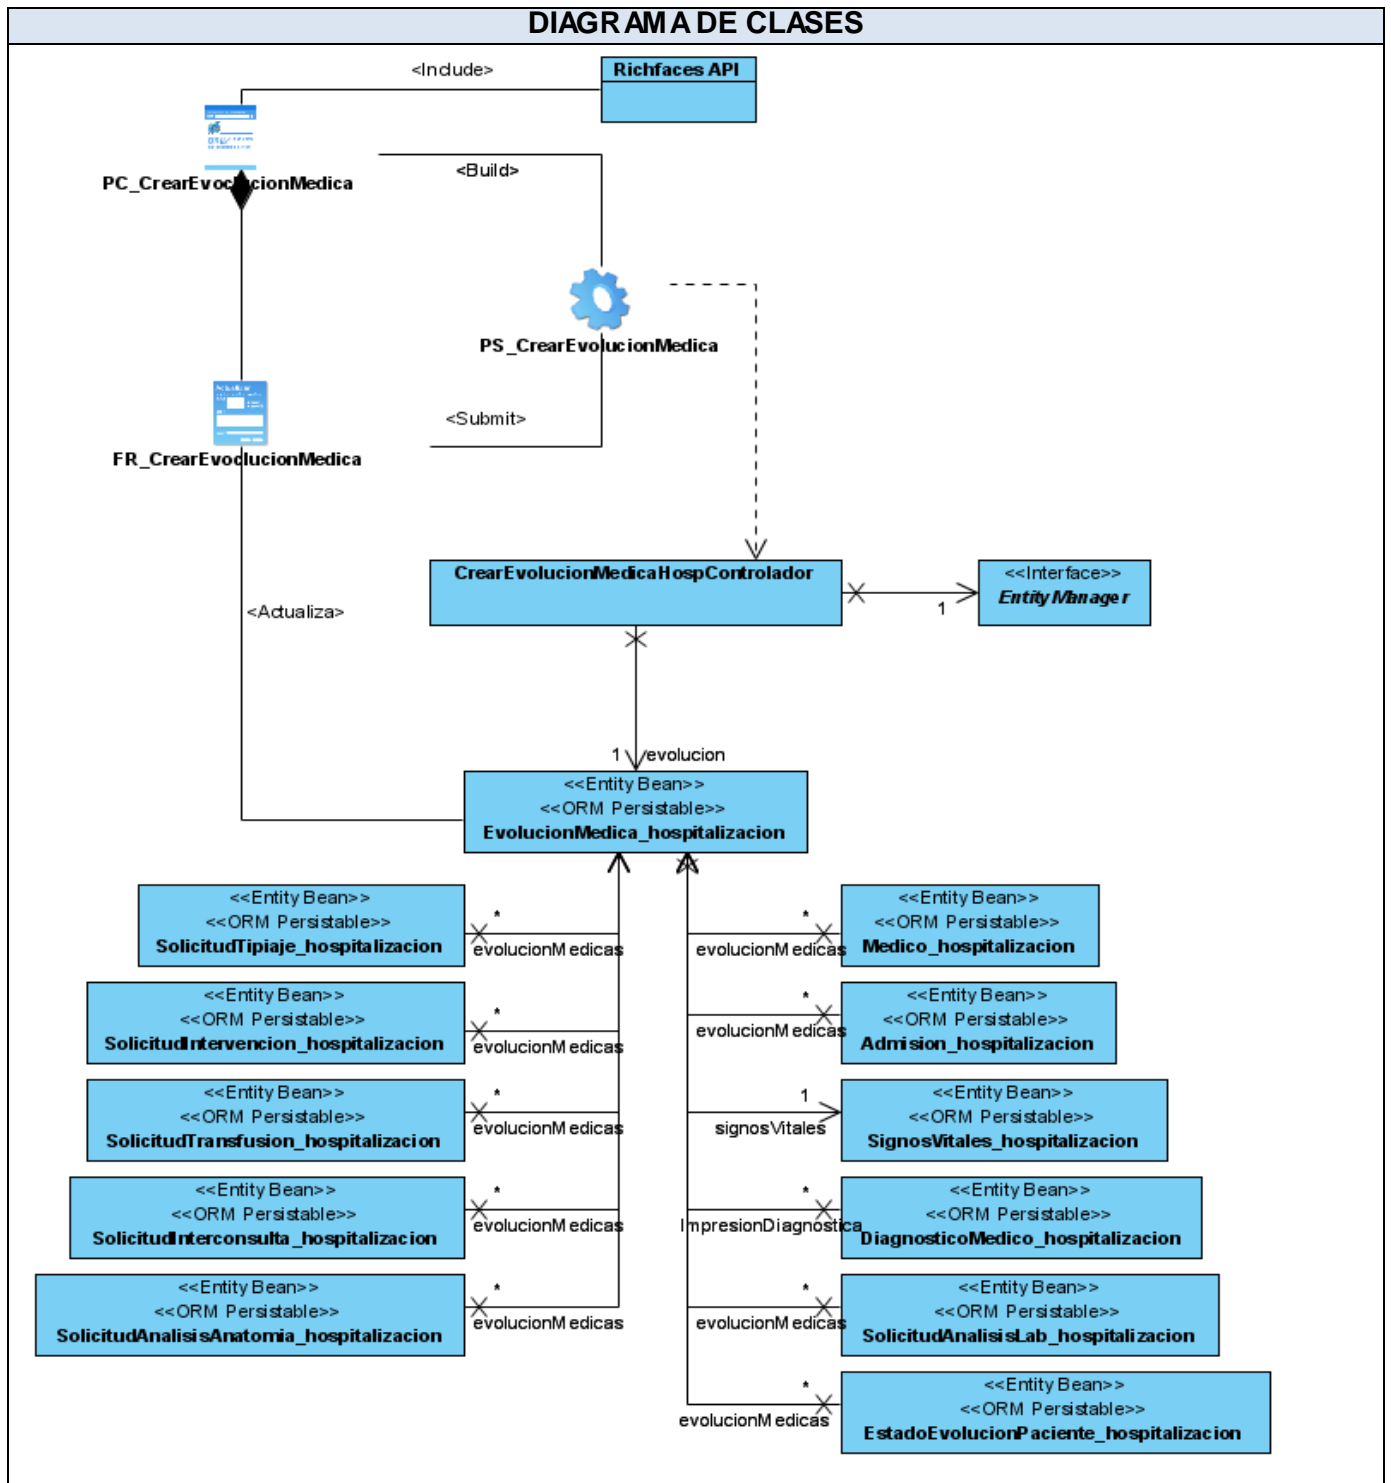 DIAGRAMA DE CLASES
<Include>
Richfaces API
PC_CrearEvoclucionMedica
<Build>
PS_CrearEvolucionMedica
<Submit>
FR_CrearEvoclucionMedica
CrearEvolucionMedicaHospControlador
<<Interface>>
EntityManager
1
<Actualiza>
1
evolucion
<<Entity Bean>>
<<ORM Persistable>>
EvolucionMedica_hospitalizacion
<<Entity Bean>>
<<ORM Persistable>>
SolicitudTipiaje_hospitalizacion
*
evolucionMedicas
*
evolucionMedicas
<<Entity Bean>>
<<ORM Persistable>>
Medico_hospitalizacion
<<Entity Bean>>
<<ORM Persistable>>
SolicitudIntervencion_hospitalizacion
*
evolucionMedicas
*
evolucionMedicas
<<Entity Bean>>
<<ORM Persistable>>
Admision_hospitalizacion
<<Entity Bean>>
<<ORM Persistable>>
SolicitudTransfusion_hospitalizacion
*
evolucionMedicas
1
signosVitales
<<Entity Bean>>
<<ORM Persistable>>
SignosVitales_hospitalizacion
<<Entity Bean>>
<<ORM Persistable>>
SolicitudInterconsulta_hospitalizacion
*
evolucionMedicas
*
ImpresionDiagnostica
<<Entity Bean>>
<<ORM Persistable>>
DiagnosticoMedico_hospitalizacion
<<Entity Bean>>
<<ORM Persistable>>
SolicitudAnalisisAnatomia_hospitalizacion
*
evolucionMedicas
*
evolucionMedicas
<<Entity Bean>>
<<ORM Persistable>>
SolicitudAnalisisLab_hospitalizacion
*
evolucionMedicas
<<Entity Bean>>
<<ORM Persistable>>
EstadoEvolucionPaciente_hospitalizacion